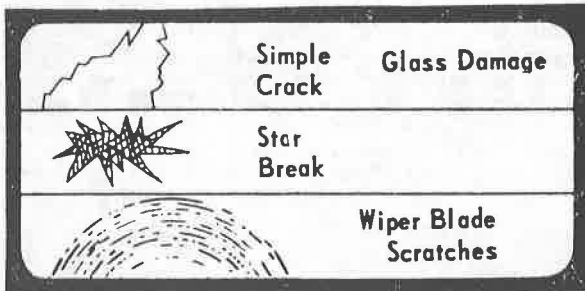 Simple
Crack
Glass Damage
Star
Break
Wiper Blade
Scratches